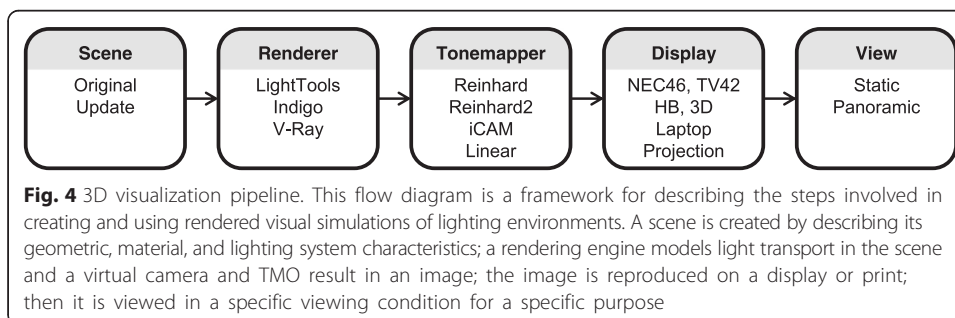 Scene
Original
Update
Renderer
LightTools
Indigo
V-Ray
Tonemapper
Reinhard
Reinhard2
iCAM
Linear
Display
NEC46, TV42
HB, 3D
Laptop
Projection
View
Static
Panoramic
Fig. 4 3D visualization pipeline. This flow diagram is a framework for describing the steps involved in
creating and using rendered visual simulations of lighting environments. A scene is created by describing its
geometric, material, and lighting system characteristics; a rendering engine models light transport in the scene
and a virtual camera and TMO result in an image; the image is reproduced on a display or print;
then it is viewed in a specific viewing condition for a specific purpose